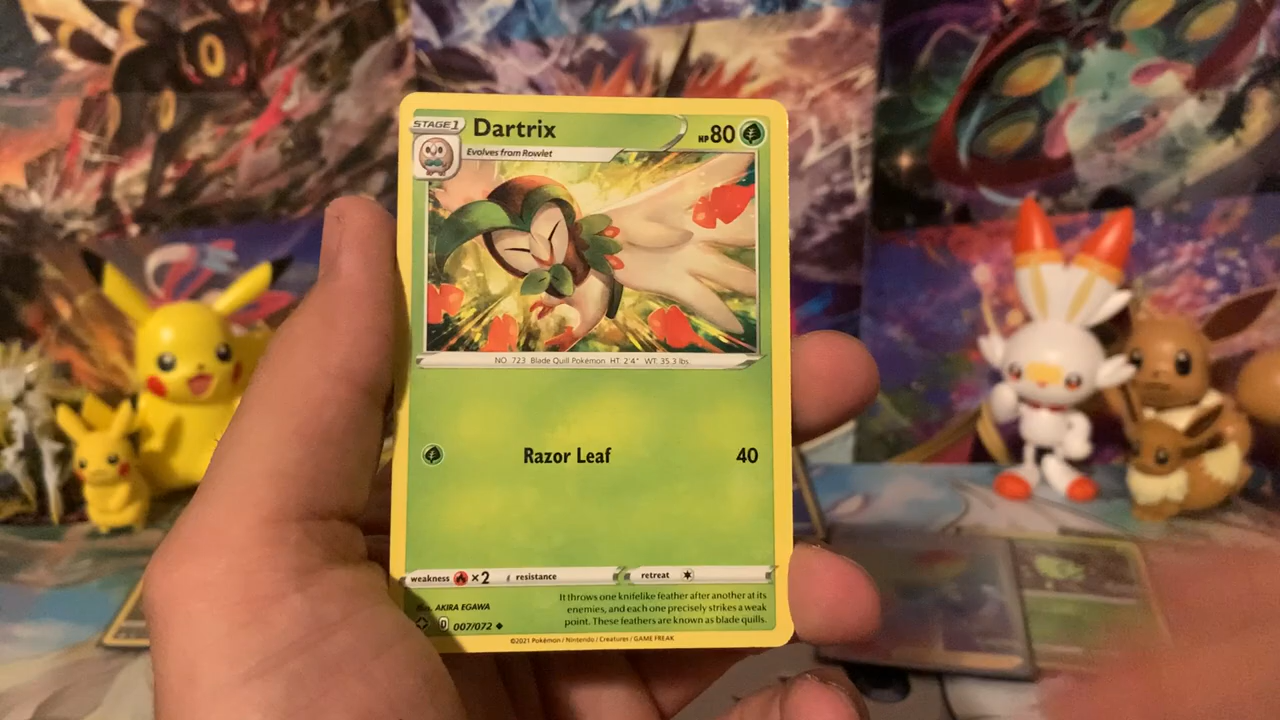 STAGE 1
Dartrix
HP 80
Evolves from Rowlet
NO. 723 Blade Quill Pokémon HT: 2'4" WT: 35.3 lbs.
Razor Leaf 40
weakness ×2 resistance retreat
Illus. AKIRA EGAWA
D 007/072 ◆
It throws one knifelike feather after another at its
enemies, and each one precisely strikes a weak
point. These feathers are known as blade quills.
©2021 Pokémon / Nintendo / Creatures / GAME FREAK